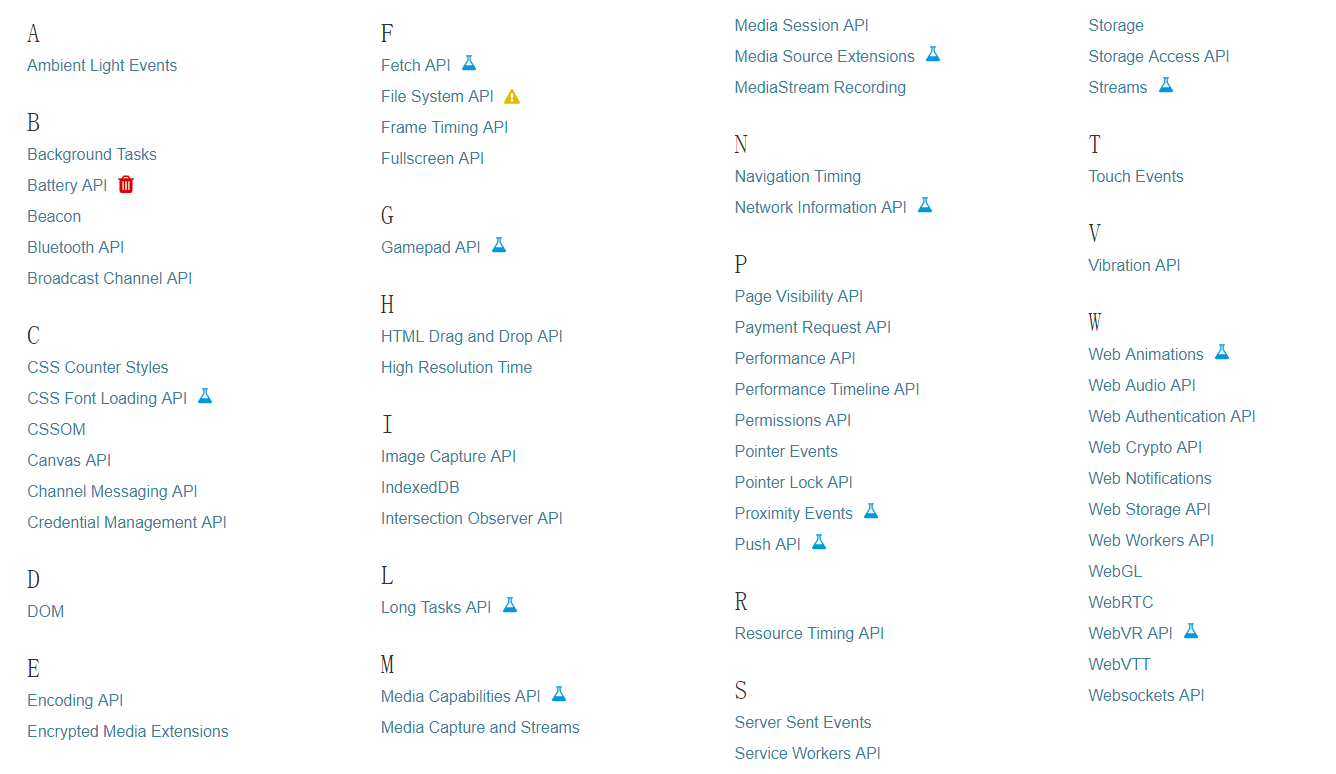 A
Ambient Light Events
B
Background Tasks
Battery API
Beacon
Bluetooth API
Broadcast Channel API
C
CSS Counter Styles
CSS Font Loading API
CSSOM
Canvas API
Channel Messaging API
Credential Management API
D
DOM
E
Encoding API
Encrypted Media Extensions
F
Fetch API
File System API
Frame Timing API
Fullscreen API
G
Gamepad API
H
HTML Drag and Drop API
High Resolution Time
I
Image Capture API
IndexedDB
Intersection Observer API
L
Long Tasks API
M
Media Capabilities API
Media Capture and Streams
Media Session API
Media Source Extensions
MediaStream Recording
N
Navigation Timing
Network Information API
P
Page Visibility API
Payment Request API
Performance API
Performance Timeline API
Permissions API
Pointer Events
Pointer Lock API
Proximity Events
Push API
R
Resource Timing API
S
Server Sent Events
Service Workers API
Storage
Storage Access API
Streams
T
Touch Events
V
Vibration API
W
Web Animations
Web Audio API
Web Authentication API
Web Crypto API
Web Notifications
Web Storage API
Web Workers API
WebGL
WebRTC
WebVR API
WebVTT
Websockets API